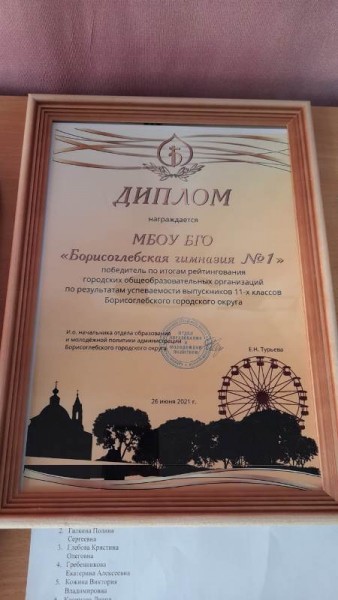 ДИПЛОМ
награждается
МБОУ БГО
«Борисоглебская гимназия №1»
победитель по итогам рейтингования
городских общеобразовательных организаций
по результатам успеваемости выпускников 11-х классов
Борисоглебского городского округа
И.о. начальника отдела образования
и молодёжной политики администрации
Борисоглебского городского округа
Е.Н. Турьева
26 июня 2021 г.
2. Галкина Полина
Сергеевна
3. Глебова Кристина
Олеговна
4. Гребенникова
Екатерина Алексеевна
5. Кожина Виктория
Владимировна